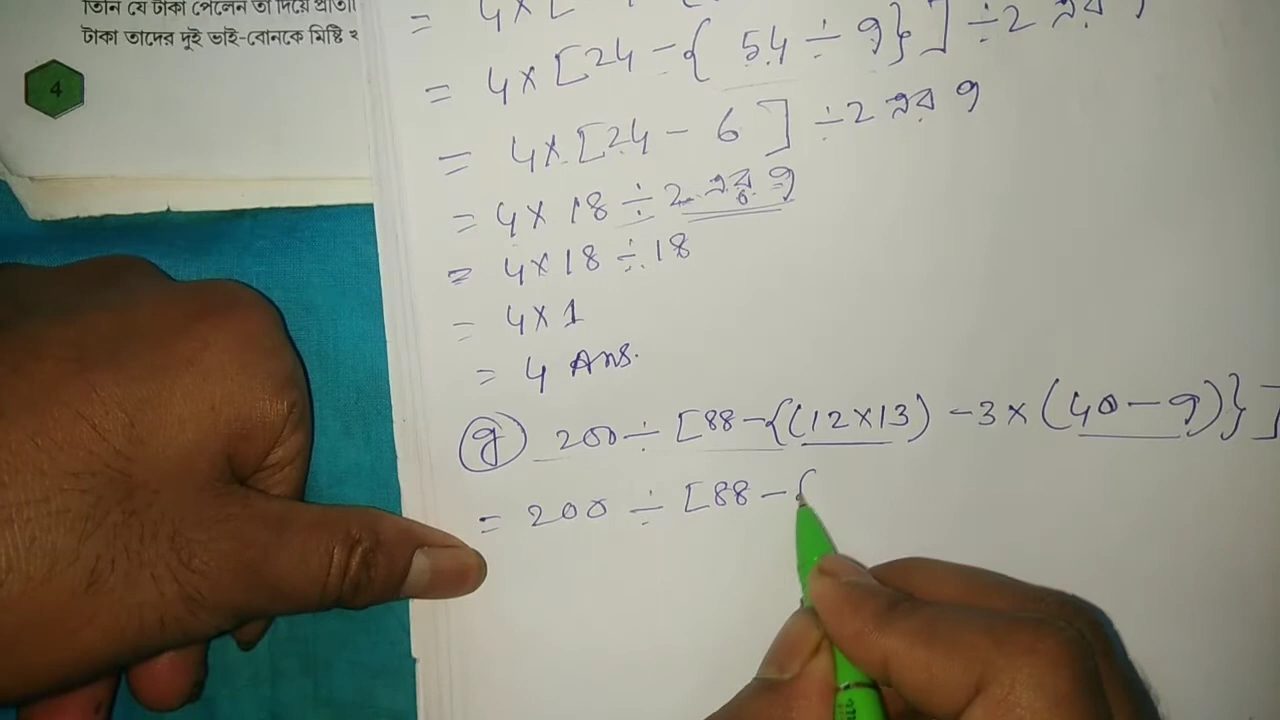 তিনি যে টাকা পেলেন তা দিয়ে প্রতিটি
টাকা তাদের দুই ভাই-বোনকে মিষ্টি
4
= 4×[
= 4×[24-{54÷9}]÷2 এর
= 4×[24-6]÷2 এর 9
= 4×18÷2 এর 9
= 4×18÷18
= 4×1
= 4 Ans.
(g) 200÷[88-{(12×13)-3×(40-9)}]
= 200÷[88-{